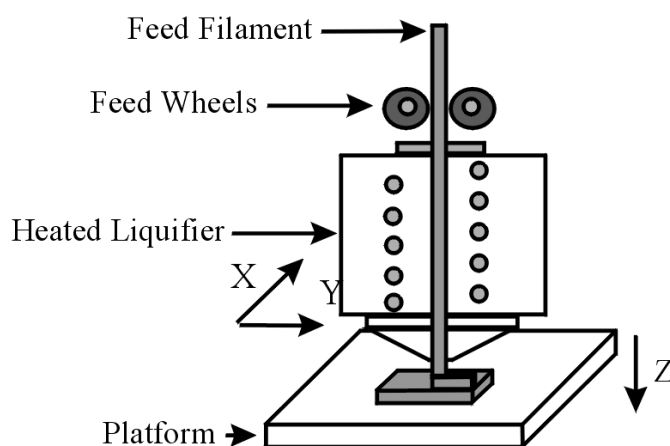 Feed Filament
Feed Wheels
Heated Liquifier
X
Y
Z
Platform